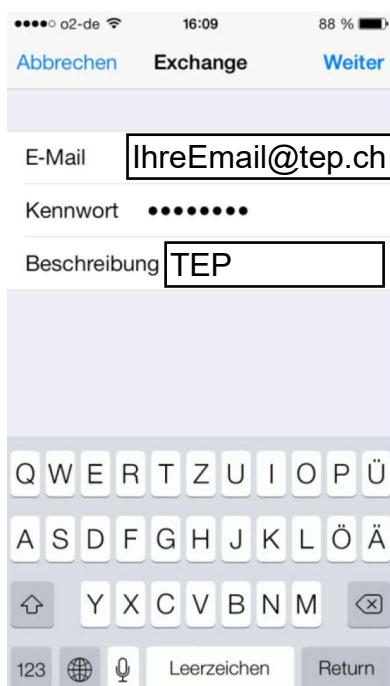 o2-de 16:09 88 %
Abbrechen Exchange Weiter
E-Mail IhreEmail@tep.ch
Kennwort ••••••••
Beschreibung TEP
Q W E R T Z U I O P Ü
A S D F G H J K L Ö Ä
Y X C V B N M
123 Leerzeichen Return